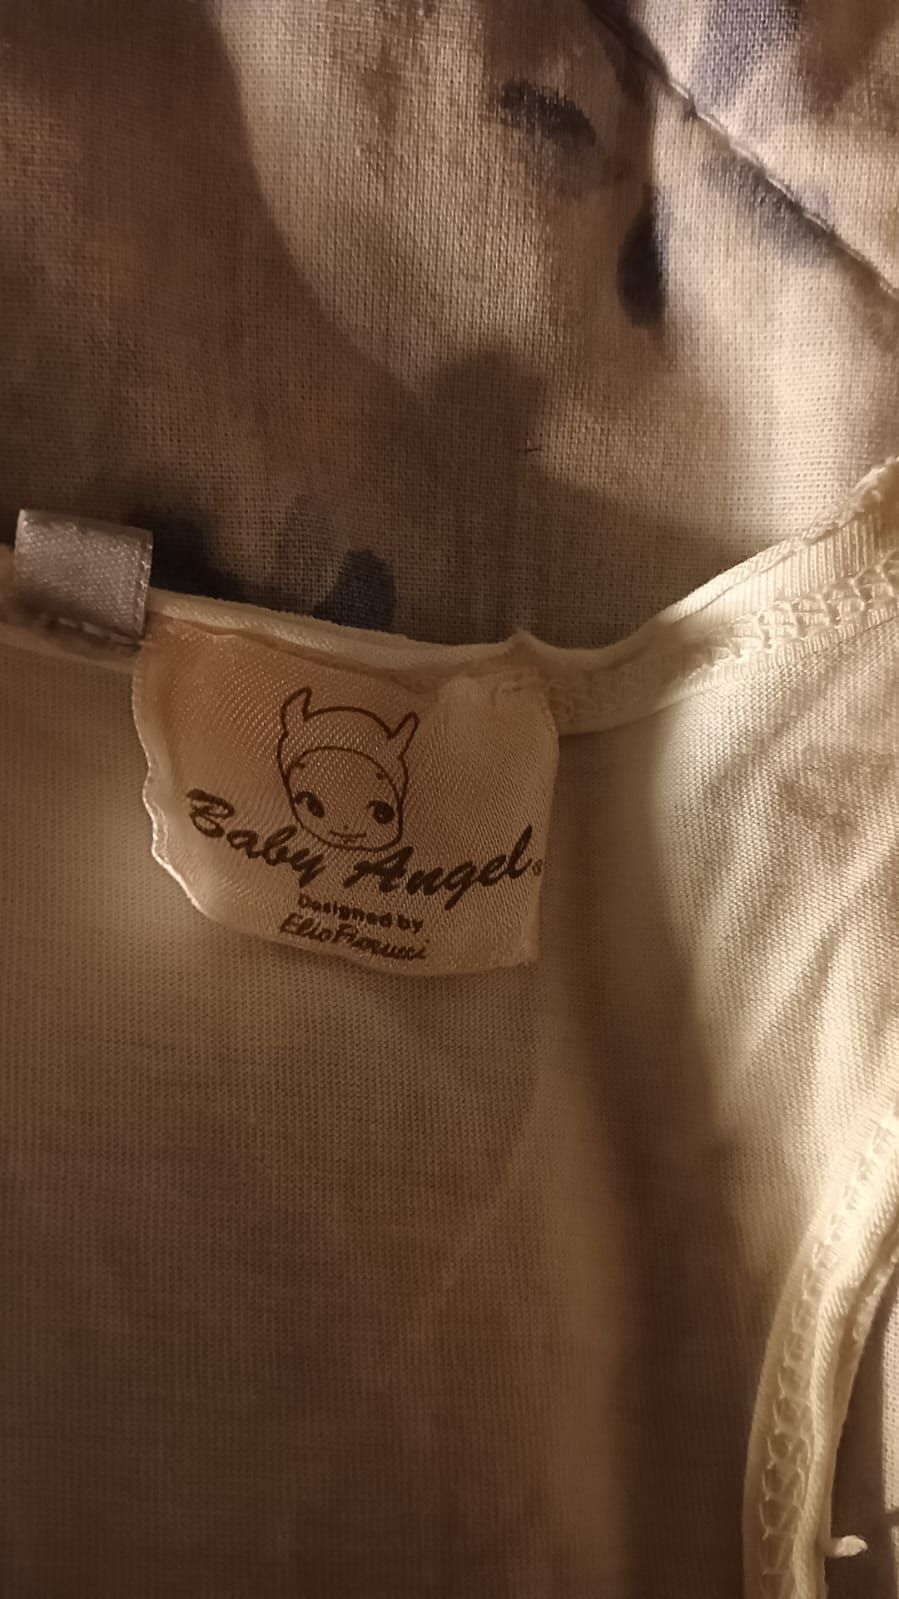 Baby Angel®
Designed by
Elio Fiorucci